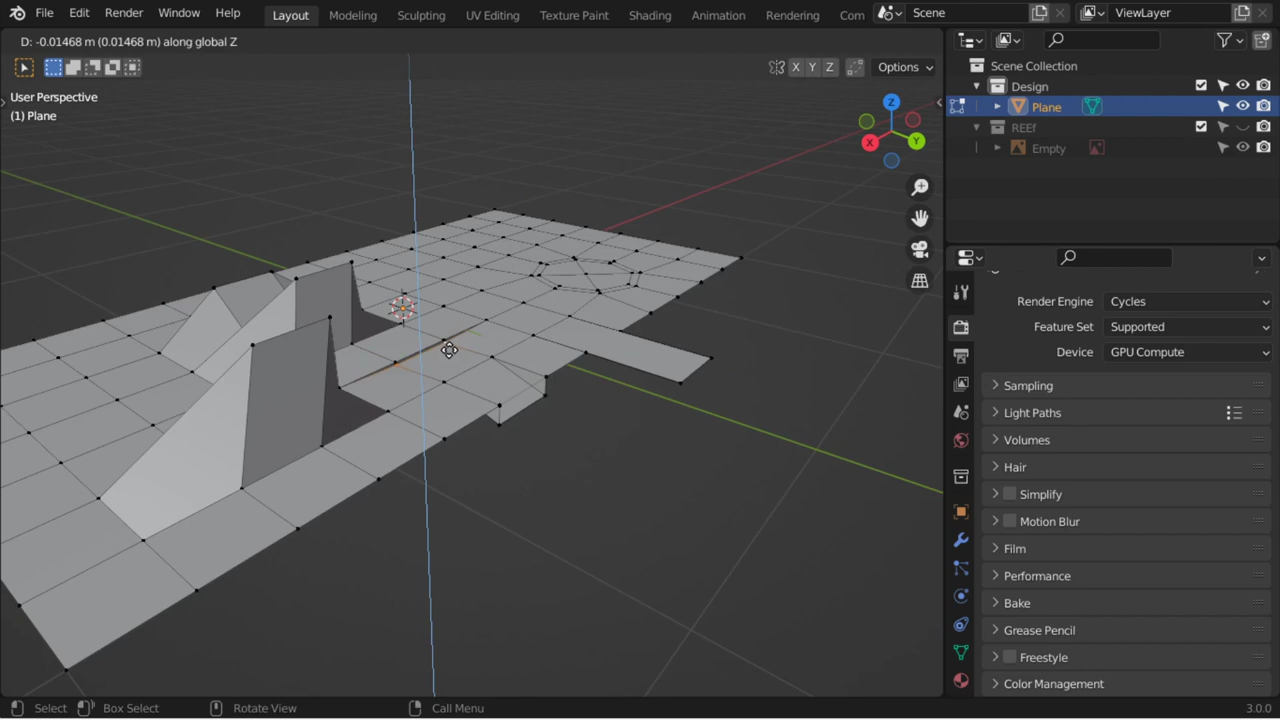 File Edit Render Window Help Layout Modeling Sculpting UV Editing Texture Paint Shading Animation Rendering Com Scene ViewLayer
D: -0.01468 m (0.01468 m) along global Z
X Y Z Options
User Perspective
(1) Plane
Z
X Y
Scene Collection
Design
Plane
REEf
Empty
Render Engine Cycles
Feature Set Supported
Device GPU Compute
Sampling
Light Paths
Volumes
Hair
Simplify
Motion Blur
Film
Performance
Bake
Grease Pencil
Freestyle
Color Management
Select Box Select Rotate View Call Menu 3.0.0